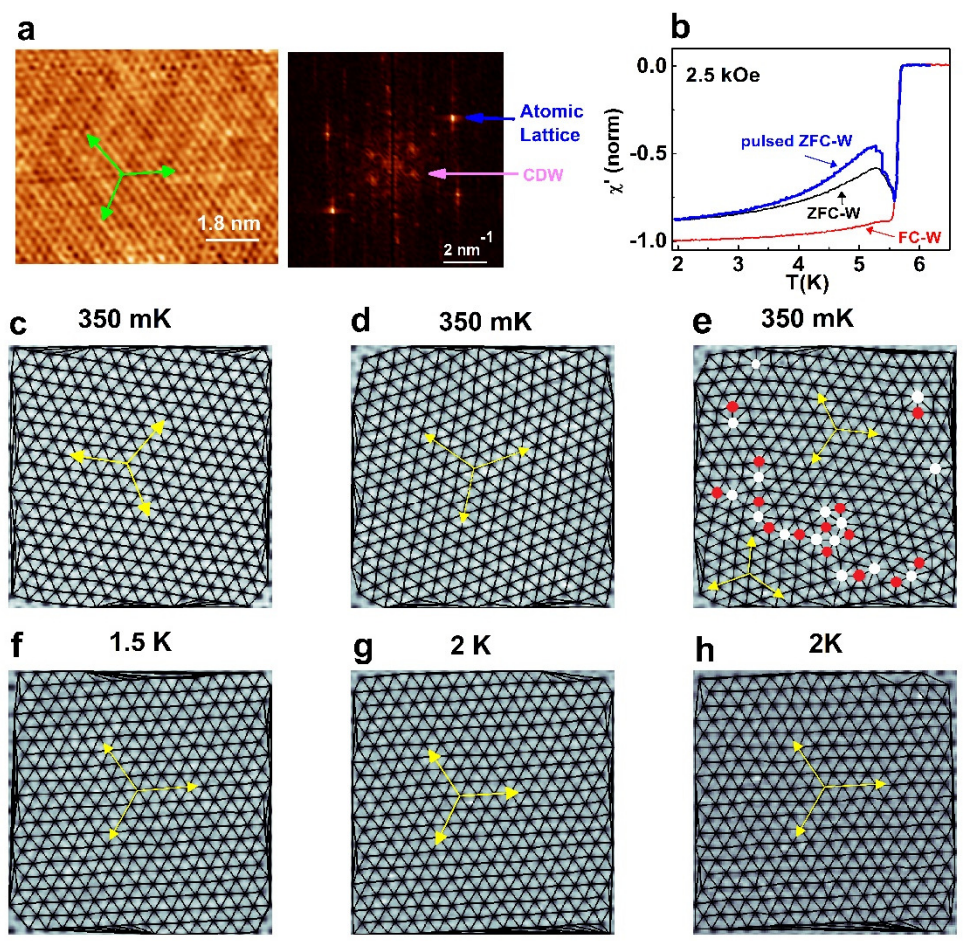 a
1.8 nm
Atomic
Lattice
CDW
2 nm⁻¹
b
2.5 kOe
pulsed ZFC-W
ZFC-W
FC-W
χ' (norm)
0.0
-0.5
-1.0
2
3
4
5
6
T(K)
c
350 mK
d
350 mK
e
350 mK
f
1.5 K
g
2 K
h
2K